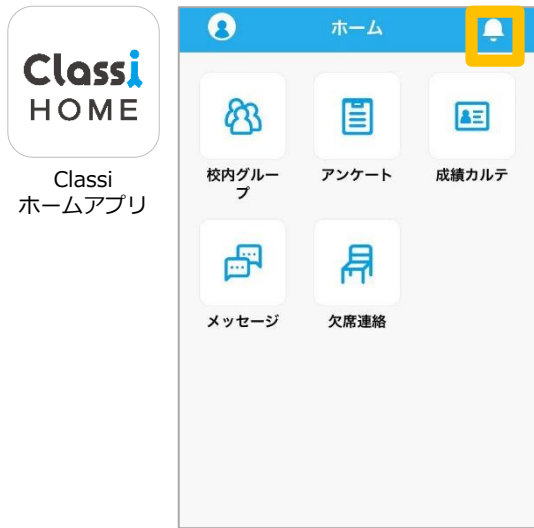 Classi
HOME
Classi
ホームアプリ
ホーム
校内グルー
プ
アンケート
成績カルテ
メッセージ
欠席連絡